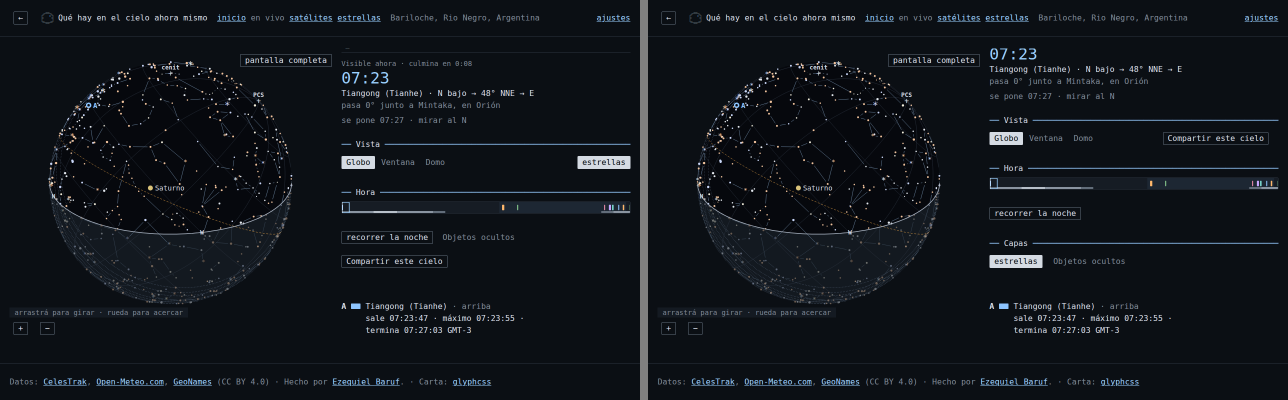 ← Qué hay en el cielo ahora mismo inicio en vivo satélites estrellas Bariloche, Río Negro, Argentina ajustes
pantalla completa
cenit
A
PCS
Saturno
N
W
arrastrá para girar · rueda para acercar
+ −
Visible ahora · culmina en 0:08
07:23
Tiangong (Tianhe) · N bajo → 48° NNE → E
pasa 0° junto a Mintaka, en Orión
se pone 07:27 · mirar al N
Vista
Globo Ventana Domo estrellas
Hora
recorrer la noche Objetos ocultos
Compartir este cielo
A Tiangong (Tianhe) · arriba
sale 07:23:47 · máximo 07:23:55 ·
termina 07:27:03 GMT-3
Datos: CelesTrak, Open-Meteo.com, GeoNames (CC BY 4.0) · Hecho por Ezequiel Baruf. · Carta: glyphcss
← Qué hay en el cielo ahora mismo inicio en vivo satélites estrellas Bariloche, Río Negro, Argentina ajustes
pantalla completa
cenit
A
PCS
Saturno
N
W
arrastrá para girar · rueda para acercar
+ −
07:23
Tiangong (Tianhe) · N bajo → 48° NNE → E
pasa 0° junto a Mintaka, en Orión
se pone 07:27 · mirar al N
Vista
Globo Ventana Domo Compartir este cielo
Hora
recorrer la noche
Capas
estrellas Objetos ocultos
A Tiangong (Tianhe) · arriba
sale 07:23:47 · máximo 07:23:55 ·
termina 07:27:03 GMT-3
Datos: CelesTrak, Open-Meteo.com, GeoNames (CC BY 4.0) · Hecho por Ezequiel Baruf. · Carta: glyphcss